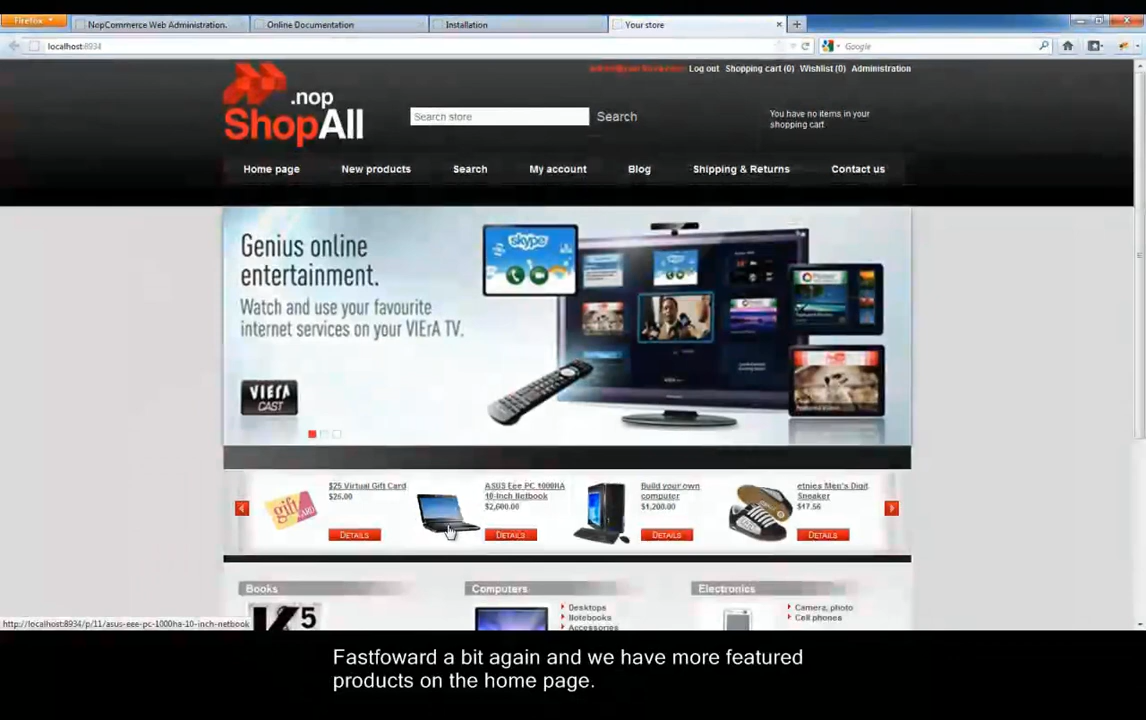 Firefox
NopCommerce Web Administration.
Online Documentation
Installation
Your store
localhost:8934
Google
Log out Shopping cart (0) Wishlist (0) Administration
.nop
ShopAll
Search store
Search
You have no items in your
shopping cart
Home page New products Search My account Blog Shipping & Returns Contact us
Genius online
entertainment.
Watch and use your favourite
internet services on your VIErA TV.
skype
VIErA
CAST
$25 Virtual Gift Card
$25.00
DETAILS
gift
CARD
ASUS Eee PC 1000HA
10-Inch Netbook
$2,600.00
DETAILS
Build your own
computer
$1,200.00
DETAILS
etnies Men's Digit
Sneaker
$17.56
DETAILS
Books
K5
Computers
Desktops
Notebooks
Accessories
Electronics
Camera, photo
Cell phones
http://localhost:8934/p/11/asus-eee-pc-1000ha-10-inch-netbook
Fastfoward a bit again and we have more featured
products on the home page.